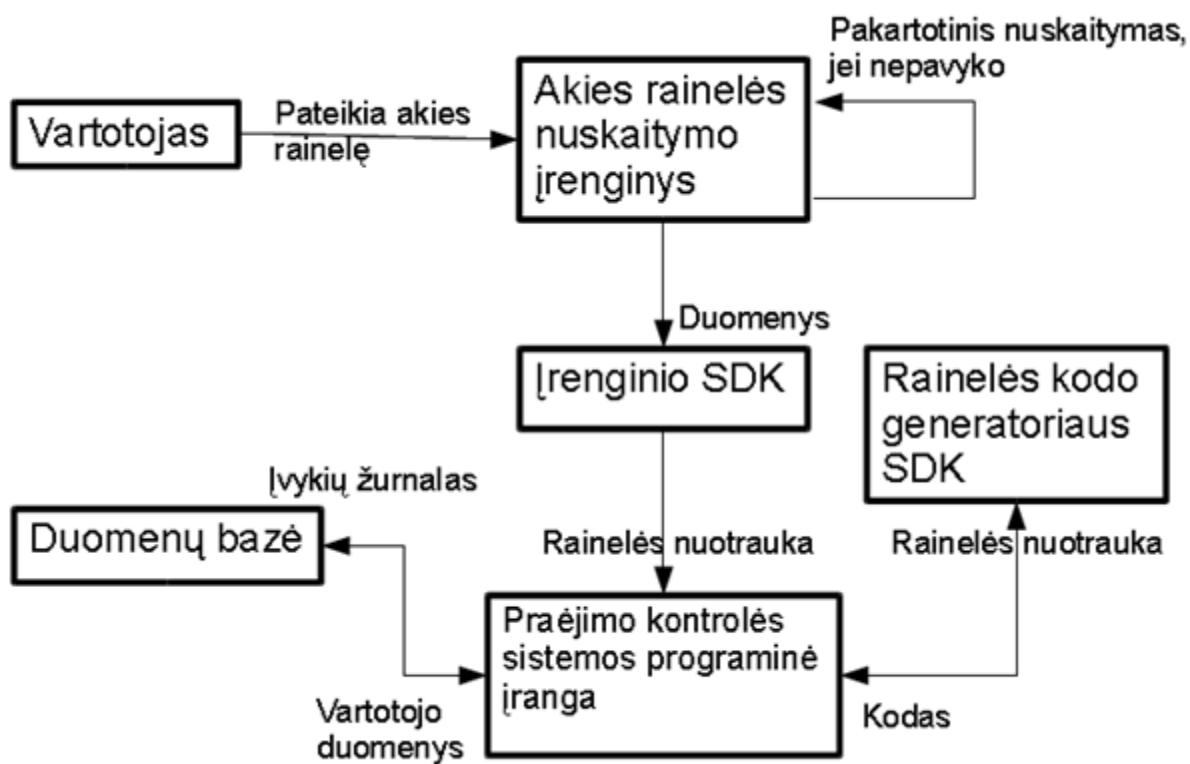 Pakartotinis nuskaitymas,
jei nepavyko
Vartotojas
Pateikia akies
rainelę
Akies rainelės
nuskaitymo
įrenginys
Duomenys
Įrenginio SDK
Rainelės kodo
generatoriaus
SDK
Įvykių žurnalas
Duomenų bazė
Rainelės nuotrauka
Rainelės nuotrauka
Praėjimo kontrolės
sistemos programinė
įranga
Vartotojo
duomenys
Kodas